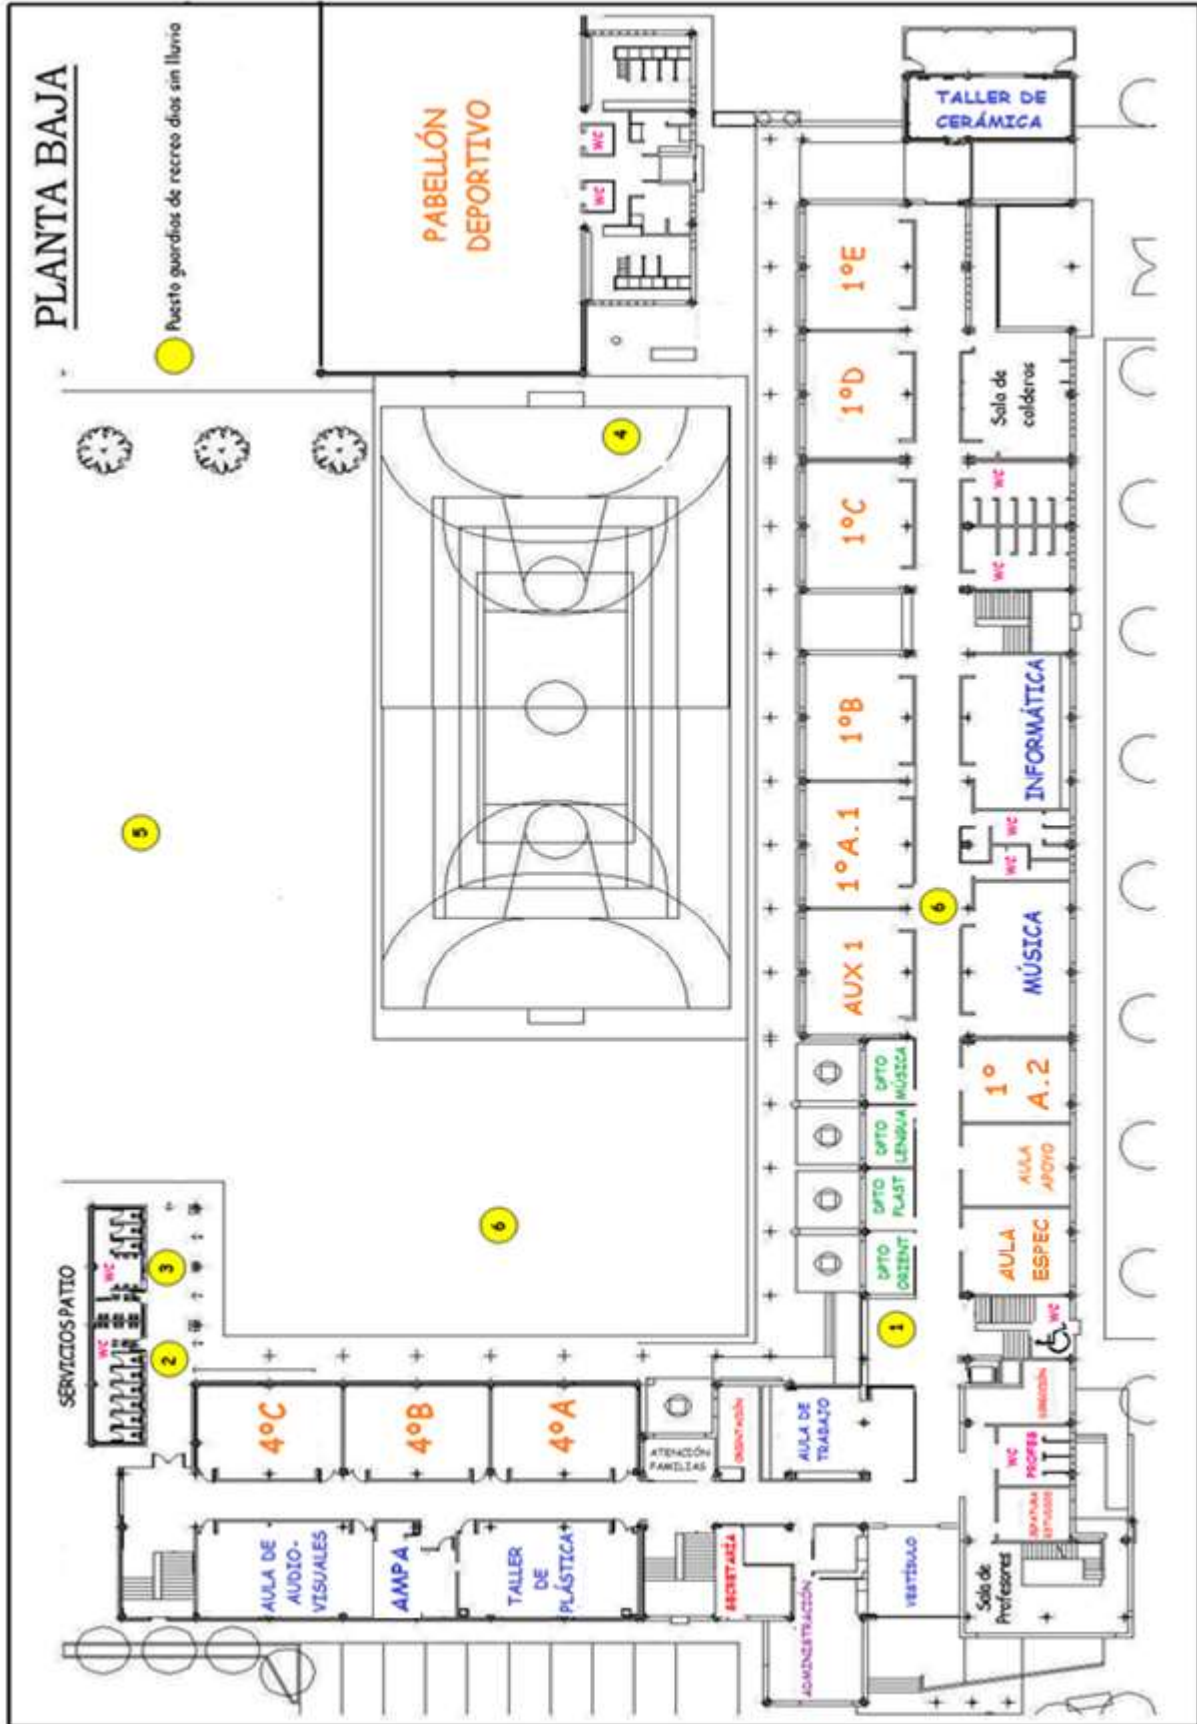 PLANTA BAJA
Puesto guardias de recreo días sin lluvia
SERVICIOS PATIO
WC
WC
2
3
5
4
PABELLÓN
DEPORTIVO
WC
WC
AULA DE
AUDIO-
VISUALES
4ºC
AMPA
4ºB
TALLER
DE
PLÁSTICA
4ºA
6
ATENCIÓN
FAMILIAS
SECRETARÍA
ORIENTACIÓN
ADMINISTRACIÓN
AULA DE
TRABAJO
VESTÍBULO
1
DPTO
ORIENT
DPTO
PLAST
DPTO
LENGUA
DPTO
MÚSICA
AUX 1
1ºA.1
1ºB
1ºC
1ºD
1ºE
TALLER DE
CERÁMICA
6
Sala de
Profesores
JEFATURA
ESTUDIOS
WC
PROFES
DIRECCIÓN
WC
AULA
ESPEC
AULA
APOYO
1º
A.2
MÚSICA
WC
WC
INFORMÁTICA
WC
WC
Sala de
calderas